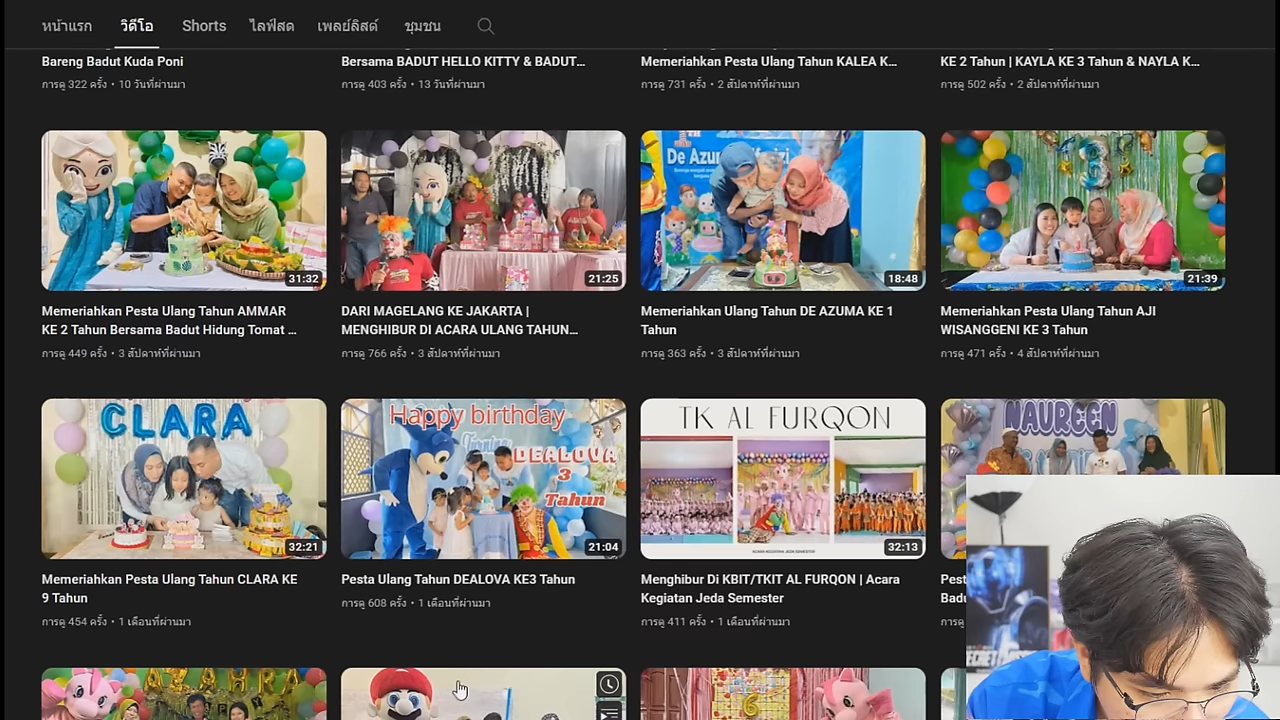 หน้าแรก วิดีโอ Shorts ไลฟ์สด เพลย์ลิสต์ ชุมชน
Bareng Badut Kuda Poni
การดู 322 ครั้ง • 10 วันที่ผ่านมา
Bersama BADUT HELLO KITTY & BADUT…
การดู 403 ครั้ง • 13 วันที่ผ่านมา
Memeriahkan Pesta Ulang Tahun KALEA K…
การดู 731 ครั้ง • 2 สัปดาห์ที่ผ่านมา
KE 2 Tahun | KAYLA KE 3 Tahun & NAYLA K…
การดู 502 ครั้ง • 2 สัปดาห์ที่ผ่านมา
31:32
Memeriahkan Pesta Ulang Tahun AMMAR
KE 2 Tahun Bersama Badut Hidung Tomat …
การดู 449 ครั้ง • 3 สัปดาห์ที่ผ่านมา
21:25
DARI MAGELANG KE JAKARTA |
MENGHIBUR DI ACARA ULANG TAHUN…
การดู 766 ครั้ง • 3 สัปดาห์ที่ผ่านมา
De
18:48
Memeriahkan Ulang Tahun DE AZUMA KE 1
Tahun
การดู 363 ครั้ง • 3 สัปดาห์ที่ผ่านมา
3
21:39
Memeriahkan Pesta Ulang Tahun AJI
WISANGGENI KE 3 Tahun
การดู 471 ครั้ง • 4 สัปดาห์ที่ผ่านมา
CLARA
32:21
Memeriahkan Pesta Ulang Tahun CLARA KE
9 Tahun
การดู 454 ครั้ง • 1 เดือนที่ผ่านมา
Happy birthday
DEALOVA
3
Tahun
21:04
Pesta Ulang Tahun DEALOVA KE3 Tahun
การดู 608 ครั้ง • 1 เดือนที่ผ่านมา
TK AL FURQON
ACARA KEGIATAN JEDA SEMESTER
32:13
Menghibur Di KBIT/TKIT AL FURQON | Acara
Kegiatan Jeda Semester
การดู 411 ครั้ง • 1 เดือนที่ผ่านมา
NAUREEN
AZAHRA
6